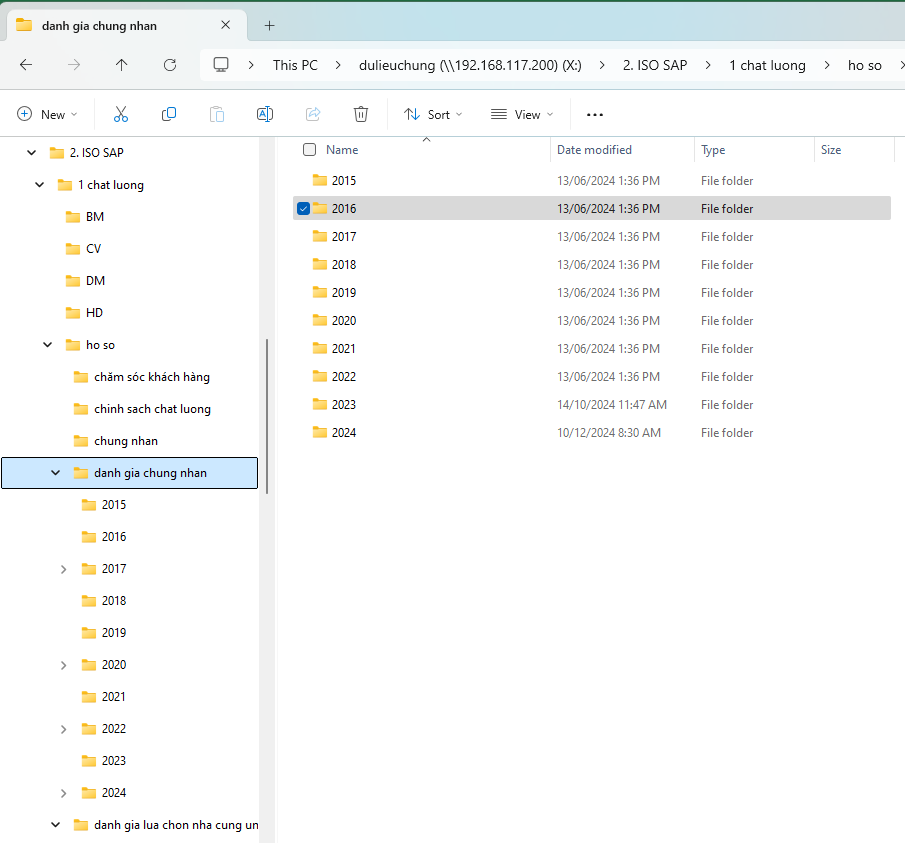 danh gia chung nhan
This PC
dulieuchung (\\192.168.117.200) (X:)
2. ISO SAP
1 chat luong
ho so
New
Sort
View
2. ISO SAP
1 chat luong
BM
CV
DM
HD
ho so
chăm sóc khách hàng
chinh sach chat luong
chung nhan
danh gia chung nhan
2015
2016
2017
2018
2019
2020
2021
2022
2023
2024
danh gia lua chon nha cung un
Name Date modified Type Size
2015 13/06/2024 1:36 PM File folder
2016 13/06/2024 1:36 PM File folder
2017 13/06/2024 1:36 PM File folder
2018 13/06/2024 1:36 PM File folder
2019 13/06/2024 1:36 PM File folder
2020 13/06/2024 1:36 PM File folder
2021 13/06/2024 1:36 PM File folder
2022 13/06/2024 1:36 PM File folder
2023 14/10/2024 11:47 AM File folder
2024 10/12/2024 8:30 AM File folder